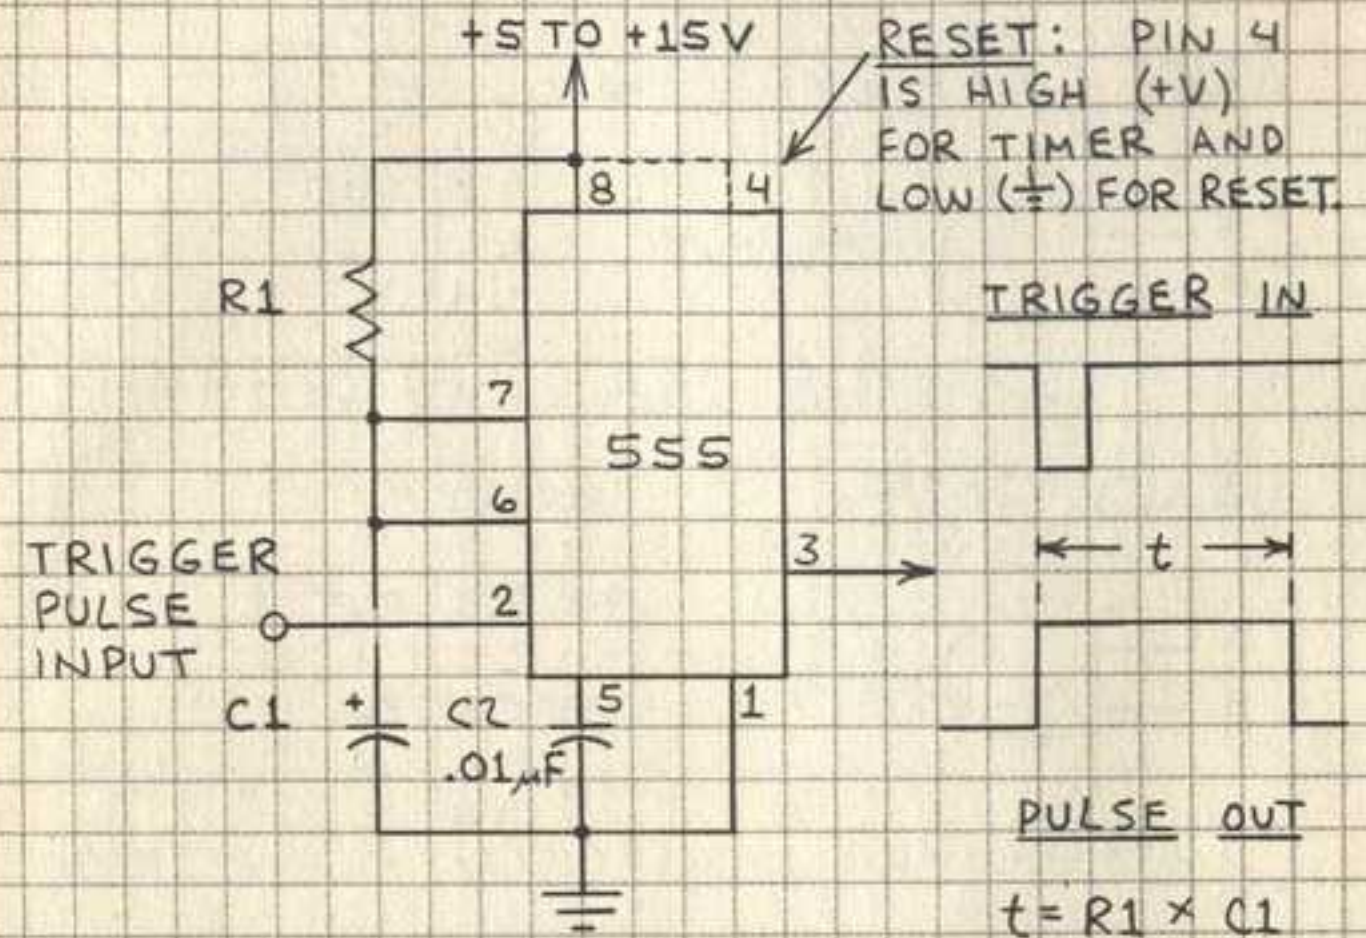 +5 TO +15V
RESET: PIN 4
IS HIGH (+V)
FOR TIMER AND
LOW (⏚) FOR RESET.
8
4
R1
TRIGGER IN
7
555
6
3
t
TRIGGER
PULSE
INPUT
2
C1
+
C2
.01µF
5
1
PULSE OUT
t = R1 × C1